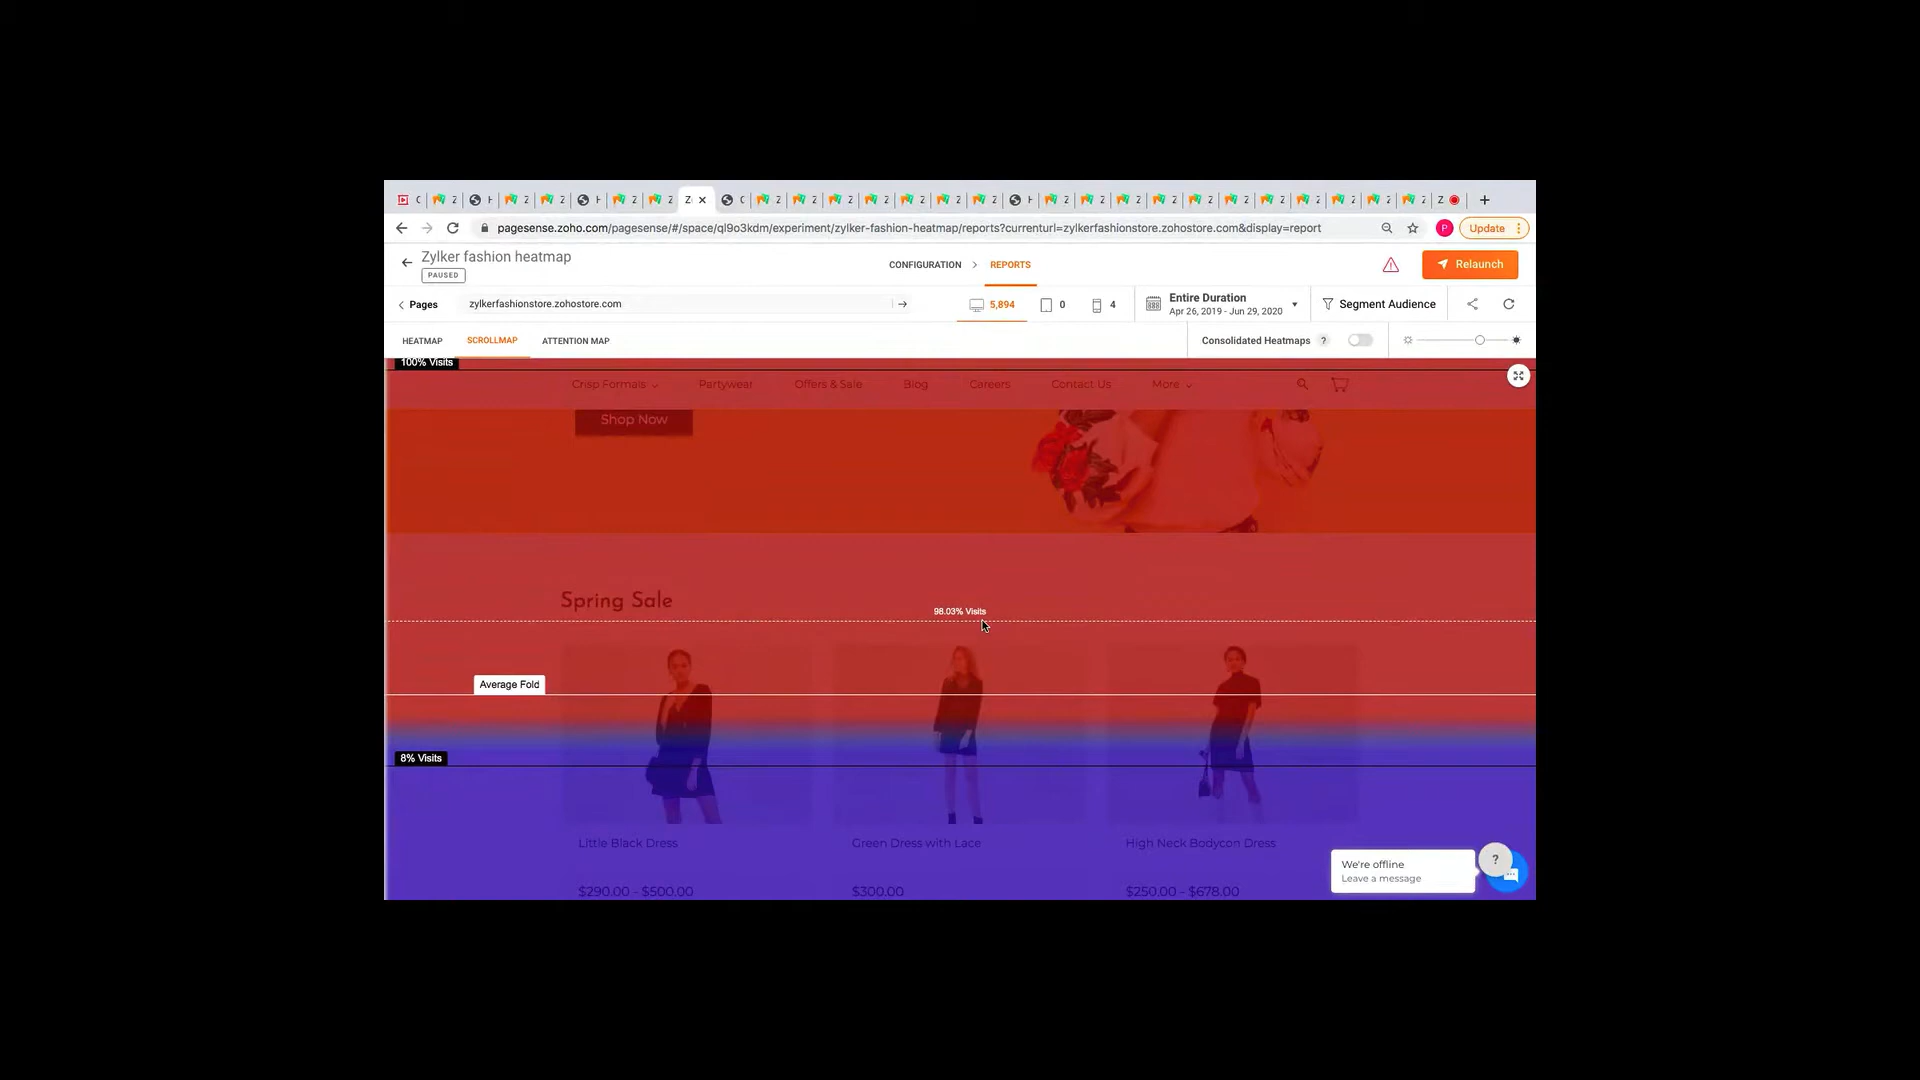 pagesense.zoho.com/pagesense/#/space/ql9o3kdm/experiment/zylker-fashion-heatmap/reports?currenturl=zylkerfashionstore.zohostore.com&display=report
P
Update
Zylker fashion heatmap
PAUSED
CONFIGURATION
REPORTS
Relaunch
Pages
zylkerfashionstore.zohostore.com
5,894
0
4
Entire Duration
Apr 26, 2019 - Jun 29, 2020
Segment Audience
HEATMAP
SCROLLMAP
ATTENTION MAP
Consolidated Heatmaps ?
100% Visits
Crisp Formals
Partywear
Offers & Sale
Blog
Careers
Contact Us
More
Shop Now
Spring Sale
98.03% Visits
Average Fold
8% Visits
Little Black Dress
Green Dress with Lace
High Neck Bodycon Dress
$290.00 - $500.00
$300.00
$250.00 - $678.00
We're offline
Leave a message
?